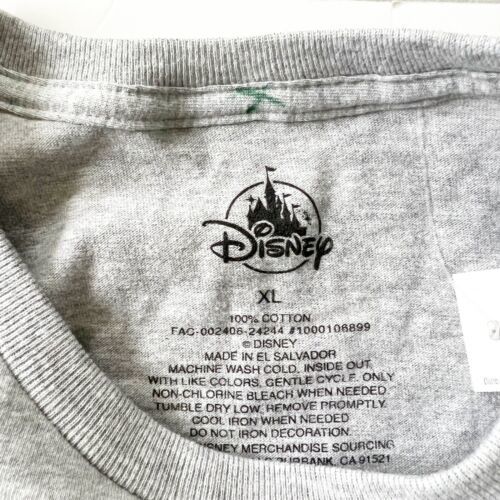 Disney
XL
100% COTTON
FAC-002406-24244 #1000106899
© DISNEY
MADE IN EL SALVADOR
MACHINE WASH COLD, INSIDE OUT
WITH LIKE COLORS, GENTLE CYCLE. ONLY
NON-CHLORINE BLEACH WHEN NEEDED
TUMBLE DRY LOW. REMOVE PROMPTLY.
COOL IRON WHEN NEEDED
DO NOT IRON DECORATION
MERCHANDISE SOURCING
BURBANK, CA 91521